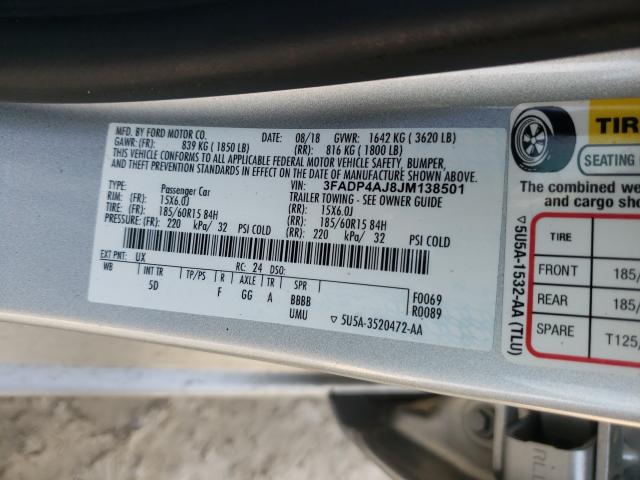 MFD. BY FORD MOTOR CO.
DATE: 08/18 GVWR: 1642 KG ( 3620 LB)
GAWR: (FR): 839 KG ( 1850 LB) (RR): 816 KG ( 1800 LB)
THIS VEHICLE CONFORMS TO ALL APPLICABLE FEDERAL MOTOR VEHICLE SAFETY, BUMPER,
AND THEFT PREVENTION STANDARDS IN EFFECT ON THE DATE OF MANUFACTURE SHOWN ABOVE.
VIN: 3FADP4AJ8JM138501
TYPE: Passenger Car TRAILER TOWING - SEE OWNER GUIDE
RIM: (FR) 15X6.0J (RR): 15X6.0J
TIRE: (FR) 185/60R15 84H (RR): 185/60R15 84H
PRESSURE: (FR) 220 kPa/ 32 PSI COLD (RR): 220 kPa/ 32 PSI COLD
EXT PNT: UX RC: 24 DSO:
WB INT TR TP/PS R AXLE TR SPR
5D F GG A BBBB F0069
UMU R0089
▽ 5U5A-3520472-AA
▽ 5U5A-1532-AA (TLU)
TIR
SEATING
The combined we
and cargo sho
TIRE
FRONT 185/
REAR 185/
SPARE T125/